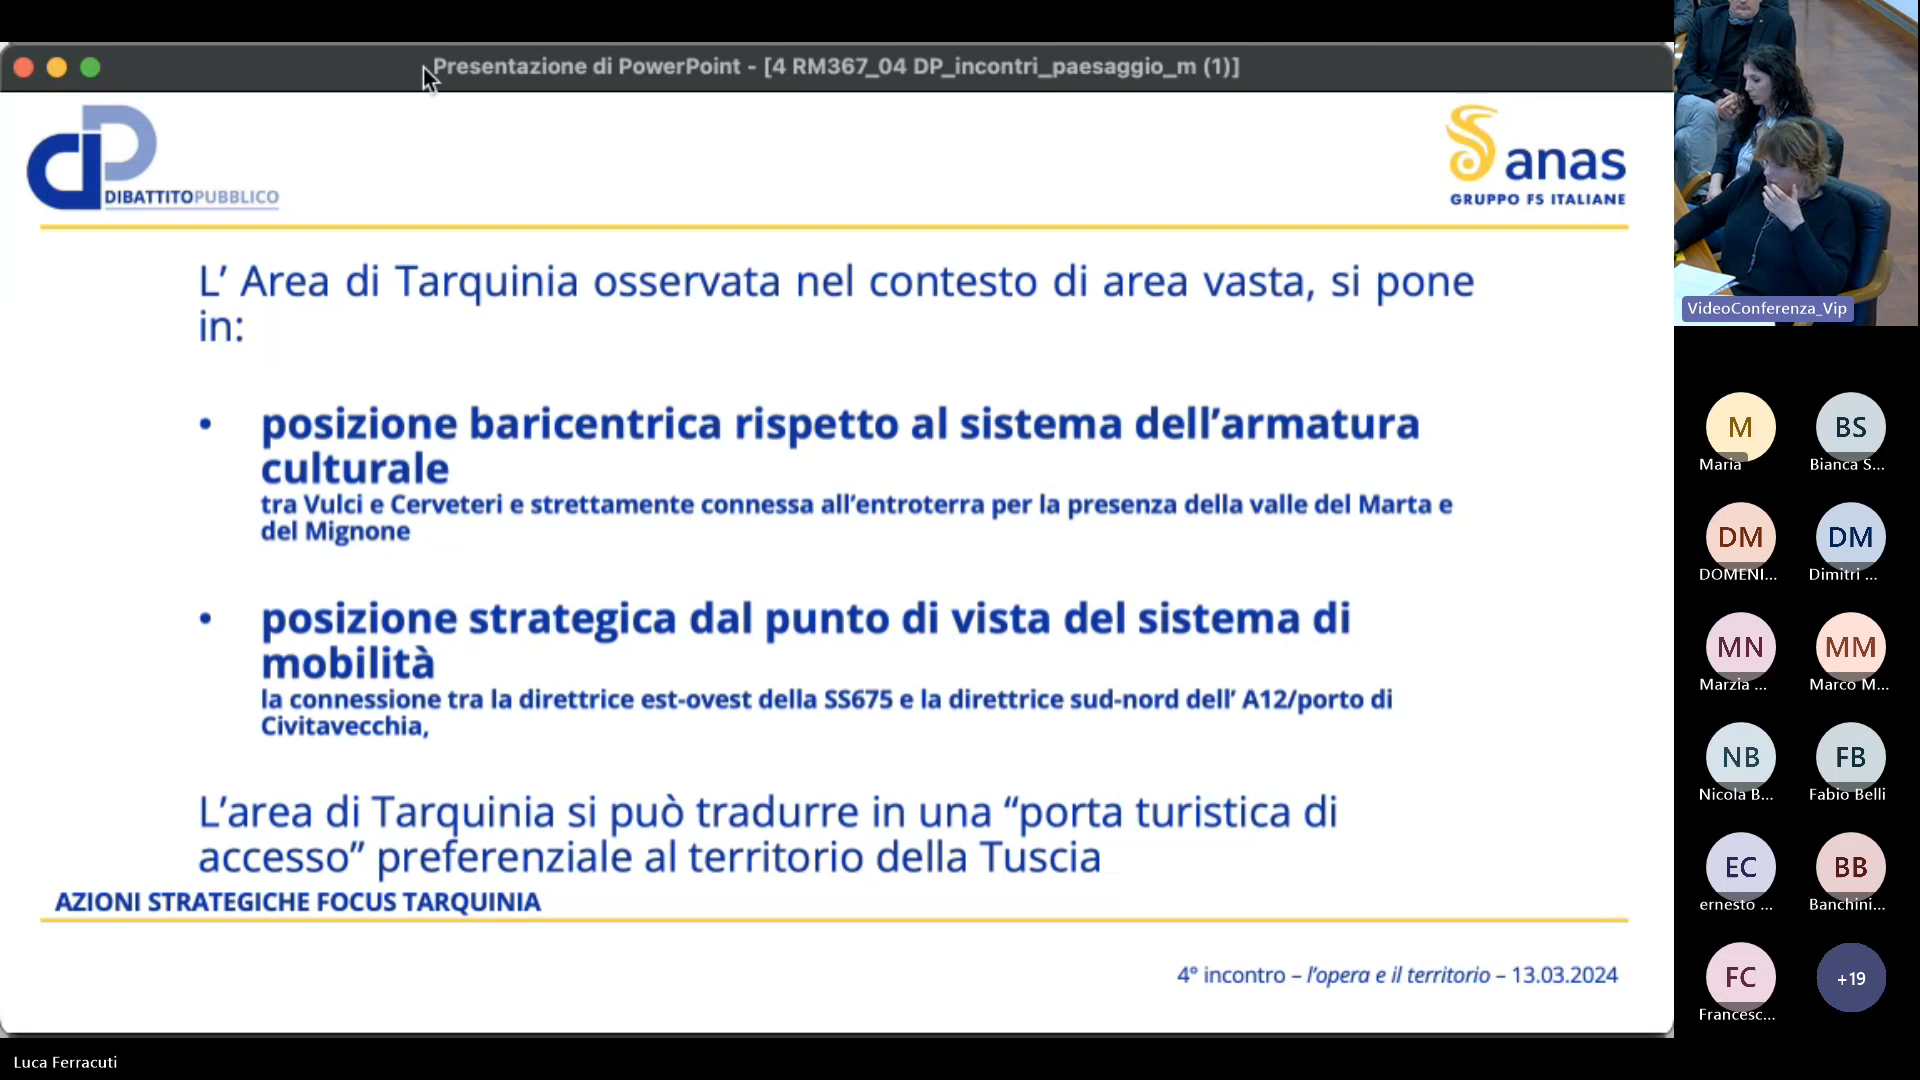 Presentazione di PowerPoint - [4 RM367_04 DP_incontri_paesaggio_m (1)]
dP
DIBATTITOPUBBLICO
anas
GRUPPO FS ITALIANE
L’ Area di Tarquinia osservata nel contesto di area vasta, si pone
in:
• posizione baricentrica rispetto al sistema dell’armatura
culturale
tra Vulci e Cerveteri e strettamente connessa all’entroterra per la presenza della valle del Marta e
del Mignone
• posizione strategica dal punto di vista del sistema di
mobilità
la connessione tra la direttrice est-ovest della SS675 e la direttrice sud-nord dell’ A12/porto di
Civitavecchia,
L’area di Tarquinia si può tradurre in una “porta turistica di
accesso” preferenziale al territorio della Tuscia
AZIONI STRATEGICHE FOCUS TARQUINIA
4° incontro – l’opera e il territorio – 13.03.2024
VideoConferenza_Vip
M
Maria
BS
Bianca S...
DM
DOMENI...
DM
Dimitri ...
MN
Marzia ...
MM
Marco M...
NB
Nicola B...
FB
Fabio Belli
EC
ernesto ...
BB
Banchini...
FC
Francesc...
+19
Luca Ferracuti